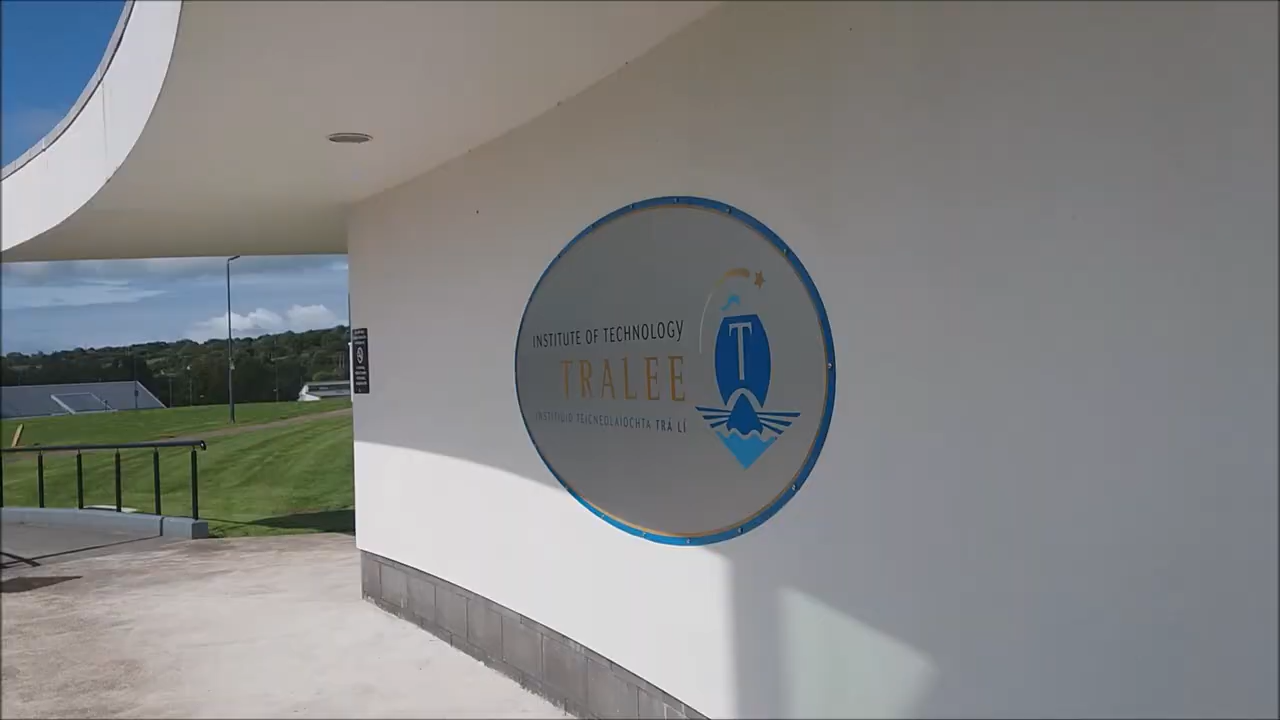 INSTITUTE OF TECHNOLOGY
TRALEE
INSTITIÚID TEICNEOLAÍOCHTA TRÁ LÍ
T